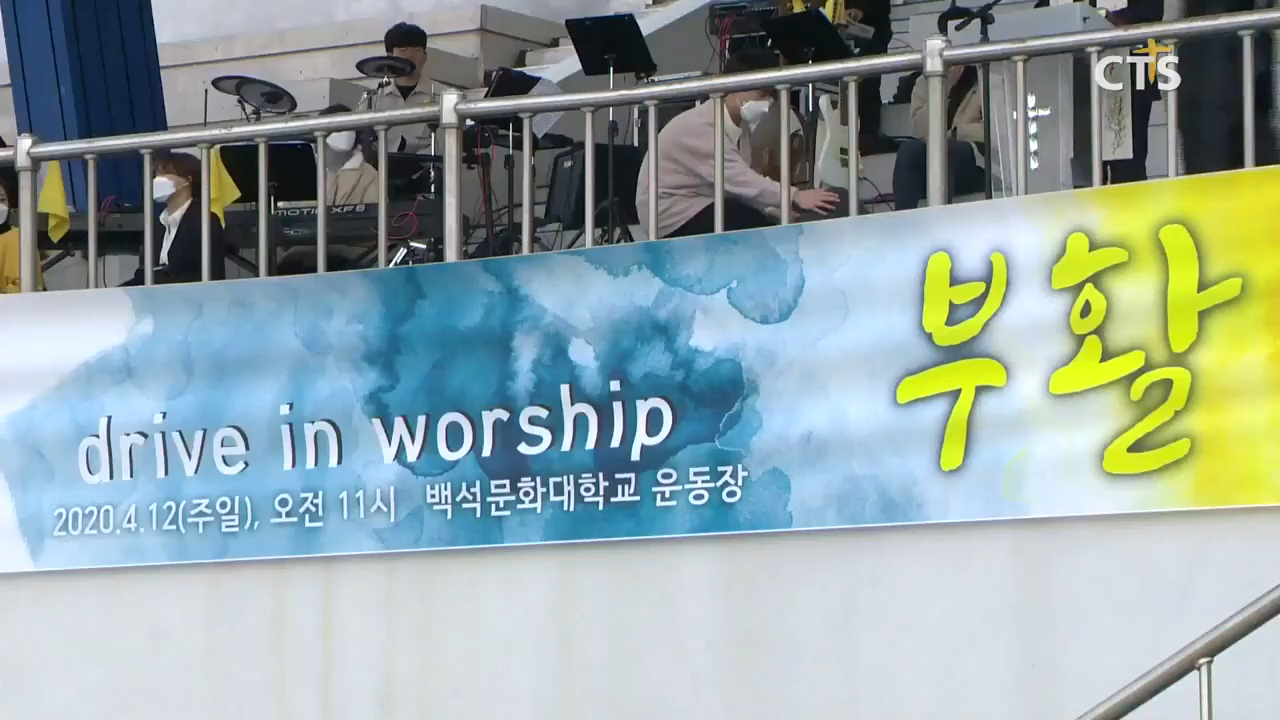 CTS
MOTIF XF8
부활
drive in worship
2020.4.12(주일), 오전 11시 백석문화대학교 운동장